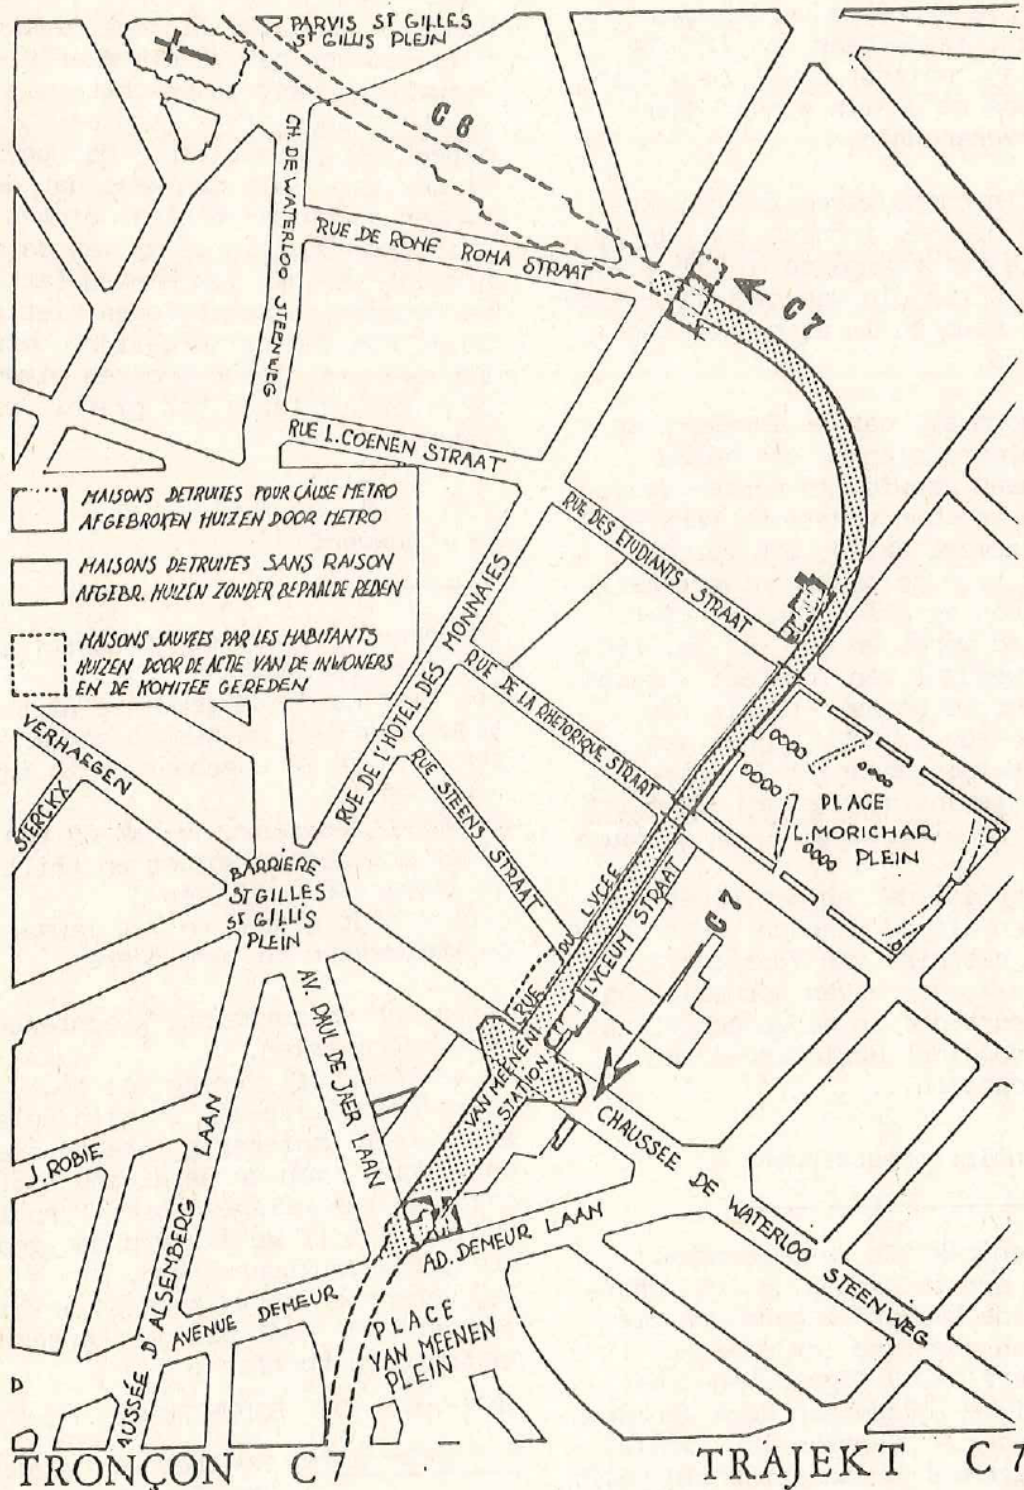 PARVIS ST GILLES
ST GILLIS PLEIN
C 6
CH. DE WATERLOO STEENWEG
RUE DE ROME ROMA STRAAT
C 7
RUE L. COENEN STRAAT
MAISONS DETRUITES POUR CAUSE METRO
AFGEBROKEN HUIZEN DOOR METRO
MAISONS DETRUITES SANS RAISON
AFGEBR. HUIZEN ZONDER BEPAALDE REDEN
MAISONS SAUVEES PAR LES HABITANTS
HUIZEN DOOR DE ACTIE VAN DE INWONERS
EN DE KOMITEE GEREDEN
RUE DES ETUDIANTS STRAAT
RUE DE L'HOTEL DES MONNAIES
RUE DE LA RHETORIQUE STRAAT
RUE STEENS STRAAT
VERHAEGEN
STERCKX
PLACE
L. MORICHAR
PLEIN
BARRIÈRE
ST GILLES
ST GILLIS
PLEIN
RUE DU LYCÉE
LYCEUM STRAAT
C 7
AV. PAUL DE JAER LAAN
VAN MEENEN
STATION
CHAUSSEE DE WATERLOO STEENWEG
J. ROBIE
LAAN
AUSSÉE D'ALSEMBERG
AD. DEMEUR LAAN
AVENUE DEMEUR
PLACE
VAN MEENEN
PLEIN
D
TRONÇON C 7
TRAJEKT C 7